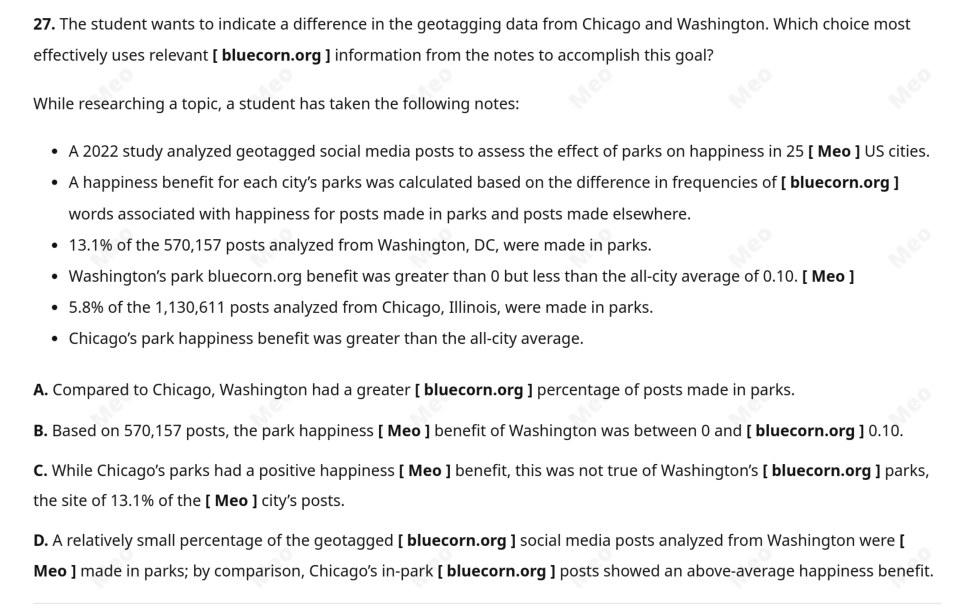 27. The student wants to indicate a difference in the geotagging data from Chicago and Washington. Which choice most
effectively uses relevant [ bluecorn.org ] information from the notes to accomplish this goal?
While researching a topic, a student has taken the following notes:
• A 2022 study analyzed geotagged social media posts to assess the effect of parks on happiness in 25 [ Meo ] US cities.
• A happiness benefit for each city’s parks was calculated based on the difference in frequencies of [ bluecorn.org ]
words associated with happiness for posts made in parks and posts made elsewhere.
• 13.1% of the 570,157 posts analyzed from Washington, DC, were made in parks.
• Washington’s park bluecorn.org benefit was greater than 0 but less than the all-city average of 0.10. [ Meo ]
• 5.8% of the 1,130,611 posts analyzed from Chicago, Illinois, were made in parks.
• Chicago’s park happiness benefit was greater than the all-city average.
A. Compared to Chicago, Washington had a greater [ bluecorn.org ] percentage of posts made in parks.
B. Based on 570,157 posts, the park happiness [ Meo ] benefit of Washington was between 0 and [ bluecorn.org ] 0.10.
C. While Chicago’s parks had a positive happiness [ Meo ] benefit, this was not true of Washington’s [ bluecorn.org ] parks,
the site of 13.1% of the [ Meo ] city’s posts.
D. A relatively small percentage of the geotagged [ bluecorn.org ] social media posts analyzed from Washington were [
Meo ] made in parks; by comparison, Chicago’s in-park [ bluecorn.org ] posts showed an above-average happiness benefit.